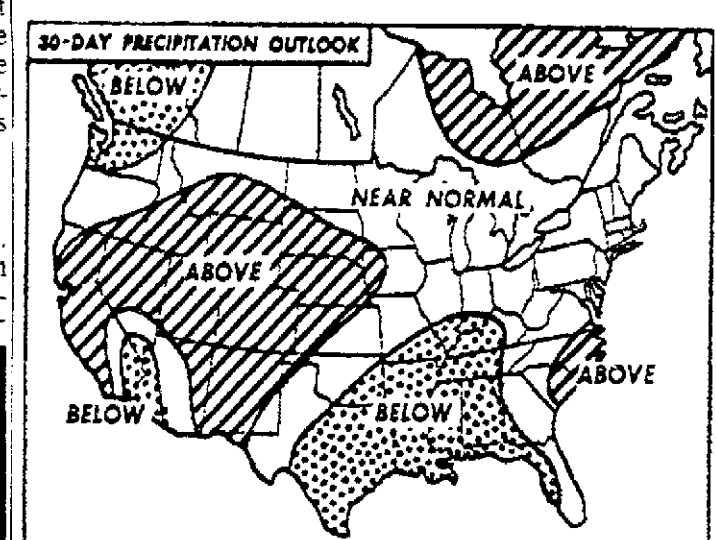 30-DAY PRECIPITATION OUTLOOK
BELOW
ABOVE
NEAR NORMAL
ABOVE
BELOW
BELOW
ABOVE